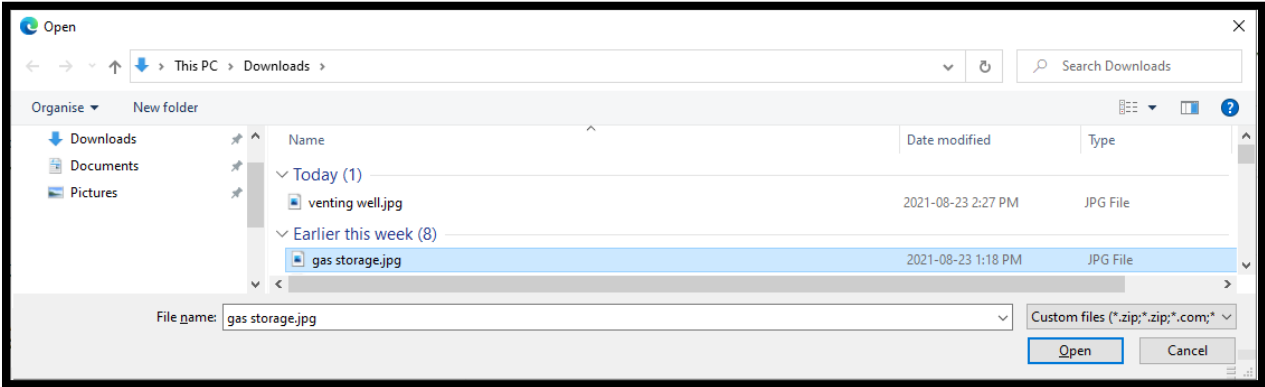 Open
This PC > Downloads >
Search Downloads
Organise New folder
Downloads
Documents
Pictures
Name Date modified Type
Today (1)
venting well.jpg 2021-08-23 2:27 PM JPG File
Earlier this week (8)
gas storage.jpg 2021-08-23 1:18 PM JPG File
File name: gas storage.jpg Custom files (*.zip;*.zip;*.com;*
Open Cancel